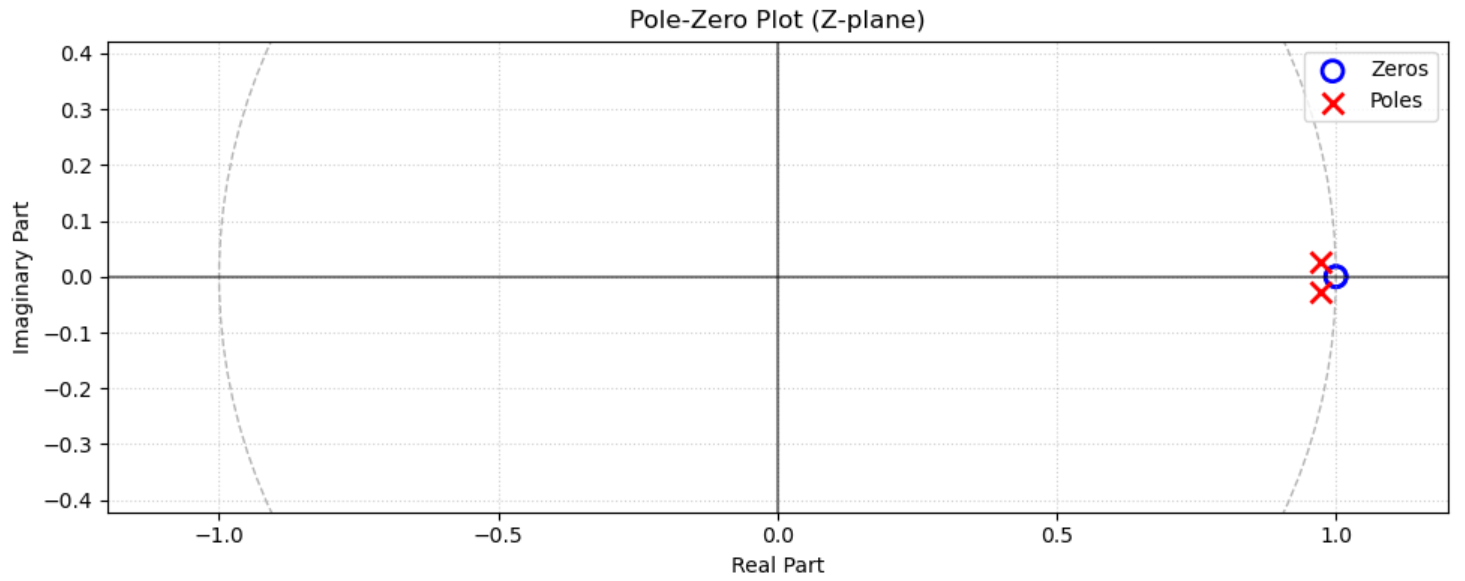 Pole-Zero Plot (Z-plane)
Zeros
Poles
Imaginary Part
0.4
0.3
0.2
0.1
0.0
−0.1
−0.2
−0.3
−0.4
−1.0 −0.5 0.0 0.5 1.0
Real Part